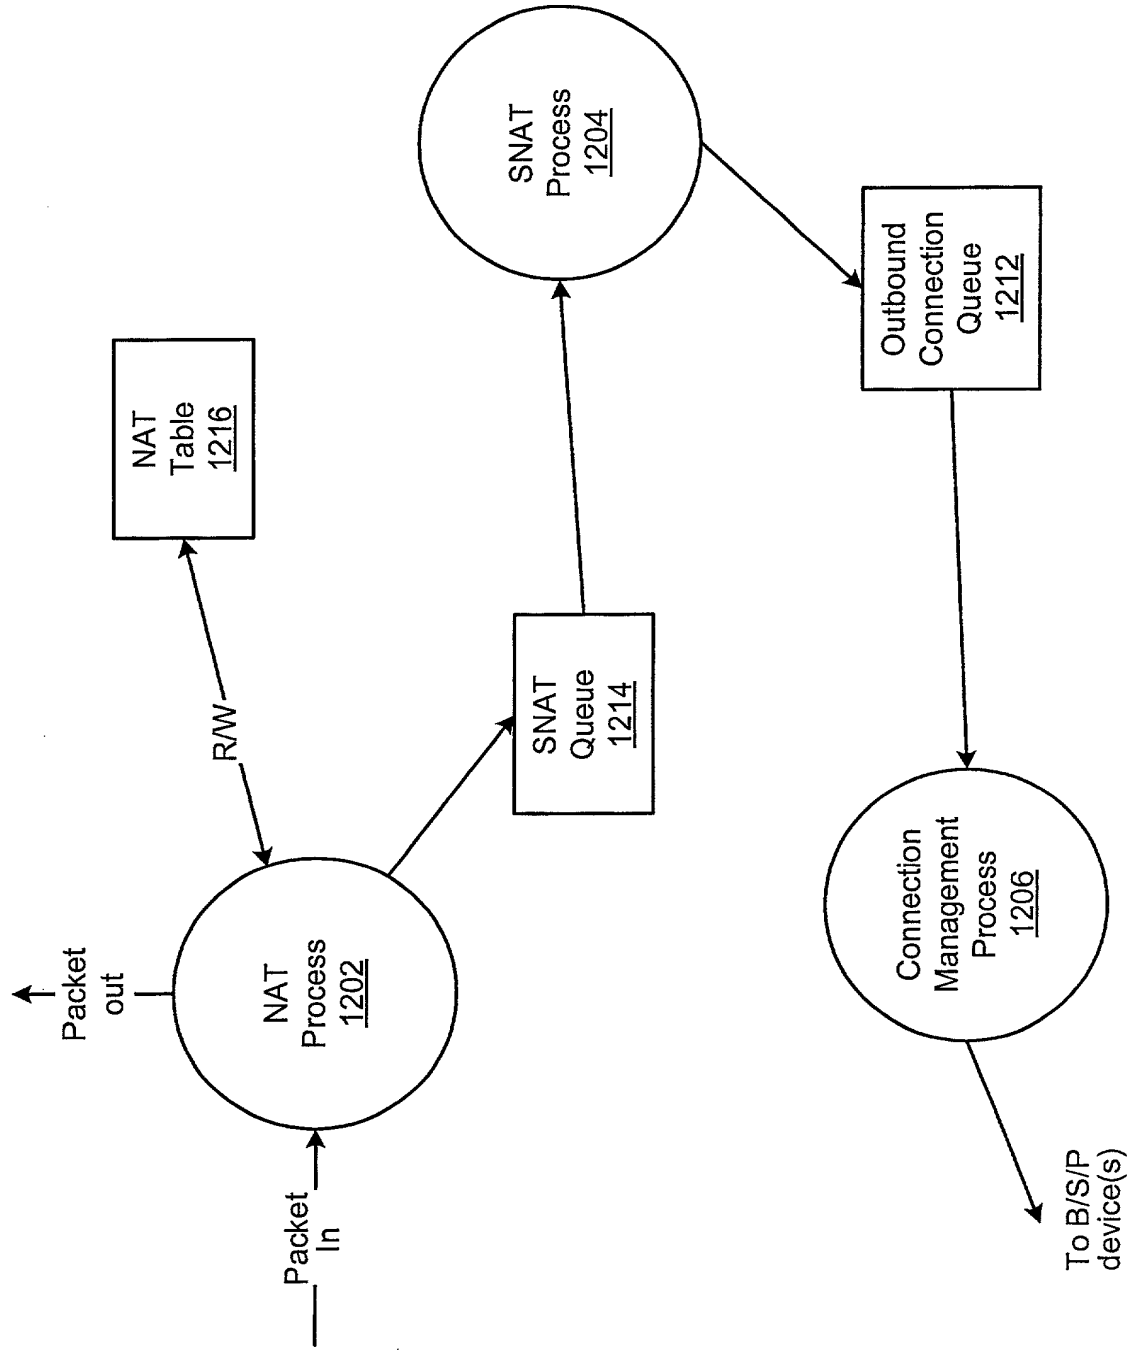 Packet
In
Packet
out
NAT
Process
1202
R/W
NAT
Table
1216
SNAT
Queue
1214
SNAT
Process
1204
Outbound
Connection
Queue
1212
Connection
Management
Process
1206
To B/S/P
device(s)